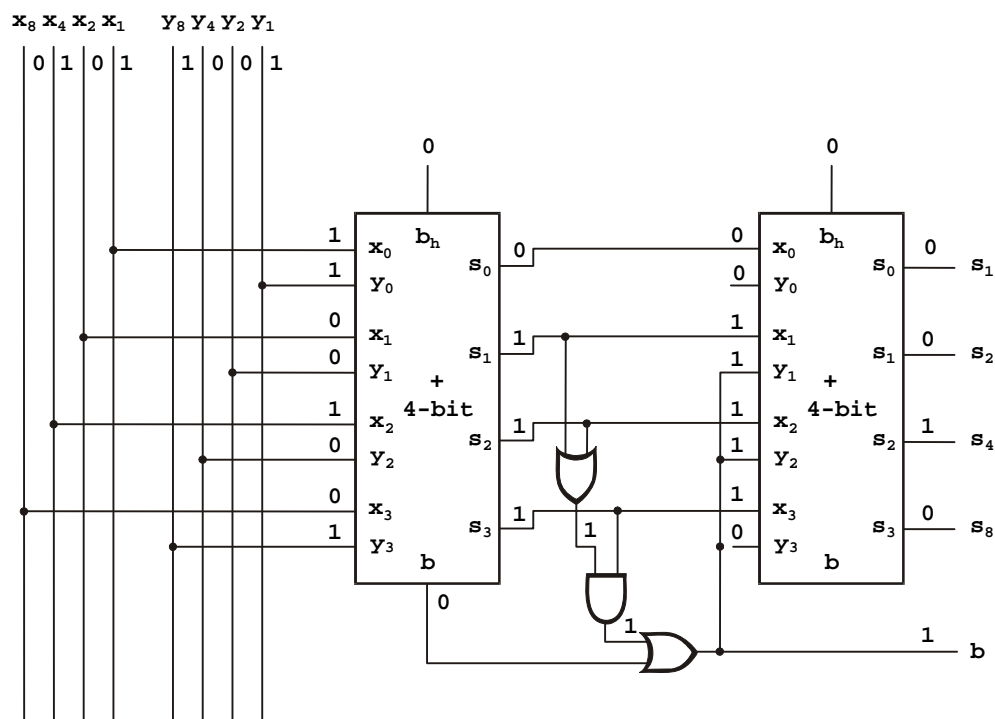 x₈ x₄ x₂ x₁ y₈ y₄ y₂ y₁
0 1 0 1 1 0 0 1
0 0
1 x₀ bₕ s₀ 0 0 x₀ bₕ s₀ 0 s₁
1 y₀ 0 y₀
0 x₁ s₁ 1 1 x₁ s₁ 0 s₂
0 y₁ 1 y₁
+ +
4-bit 4-bit
1 x₂ s₂ 1 1 x₂ s₂ 1 s₄
0 y₂ 1 y₂
0 x₃ s₃ 1 1 x₃ s₃ 0 s₈
1 y₃ 1 0 y₃
b b
0
1 1 b